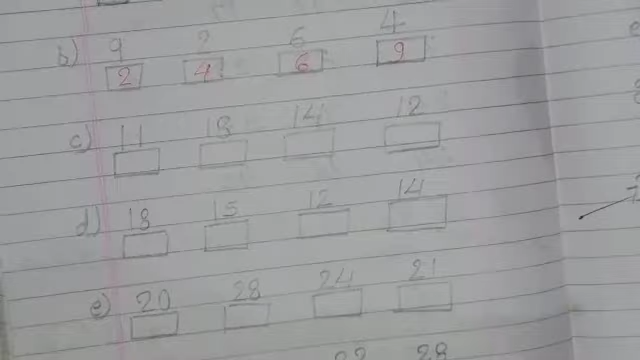 b) 9 2 6 4
2 4 6 9
c) 11 18 14 12
d) 18 15 12 14
e) 20 28 24 21
28